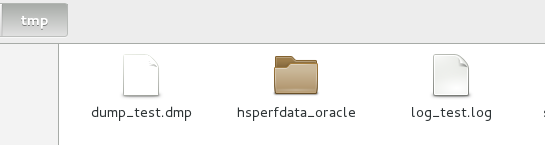 tmp
dump_test.dmp
hsperfdata_oracle
log_test.log